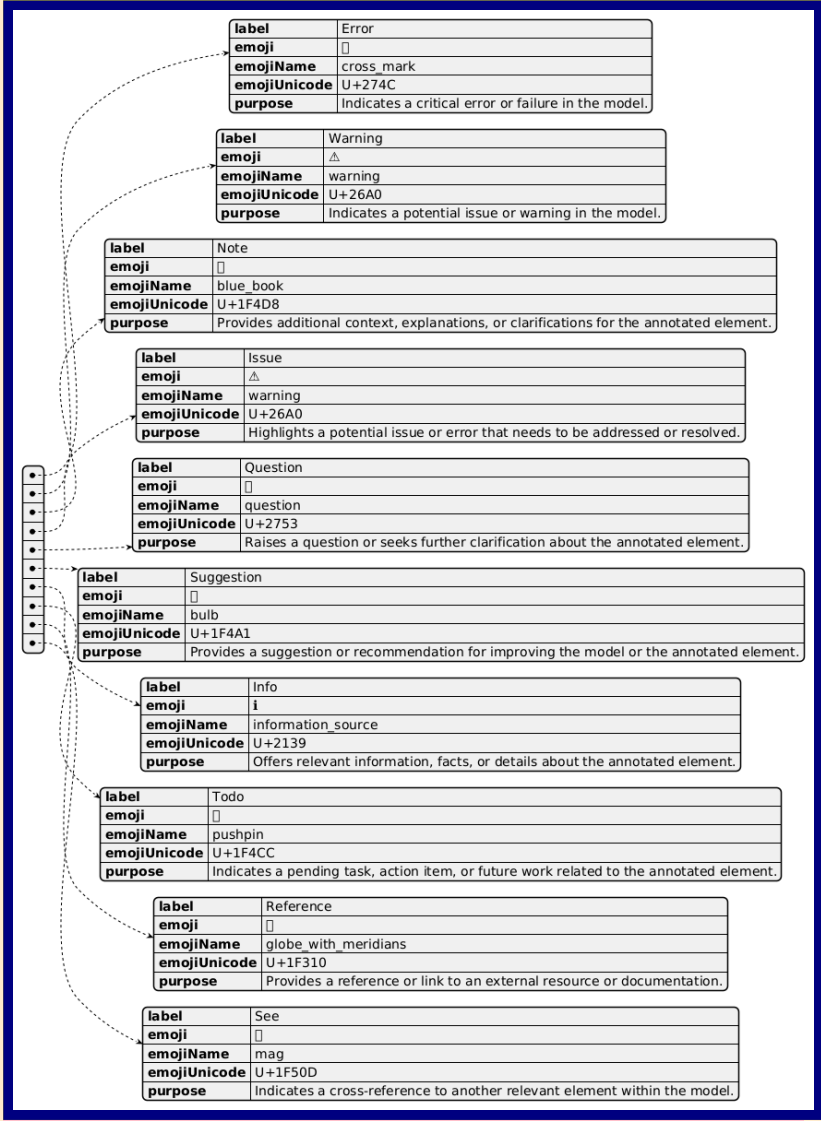 label Error
emoji
emojiName cross_mark
emojiUnicode U+274C
purpose Indicates a critical error or failure in the model.
label Warning
emoji ⚠
emojiName warning
emojiUnicode U+26A0
purpose Indicates a potential issue or warning in the model.
label Note
emoji
emojiName blue_book
emojiUnicode U+1F4D8
purpose Provides additional context, explanations, or clarifications for the annotated element.
label Issue
emoji ⚠
emojiName warning
emojiUnicode U+26A0
purpose Highlights a potential issue or error that needs to be addressed or resolved.
label Question
emoji
emojiName question
emojiUnicode U+2753
purpose Raises a question or seeks further clarification about the annotated element.
label Suggestion
emoji
emojiName bulb
emojiUnicode U+1F4A1
purpose Provides a suggestion or recommendation for improving the model or the annotated element.
label Info
emoji ℹ
emojiName information_source
emojiUnicode U+2139
purpose Offers relevant information, facts, or details about the annotated element.
label Todo
emoji
emojiName pushpin
emojiUnicode U+1F4CC
purpose Indicates a pending task, action item, or future work related to the annotated element.
label Reference
emoji
emojiName globe_with_meridians
emojiUnicode U+1F310
purpose Provides a reference or link to an external resource or documentation.
label See
emoji
emojiName mag
emojiUnicode U+1F50D
purpose Indicates a cross-reference to another relevant element within the model.